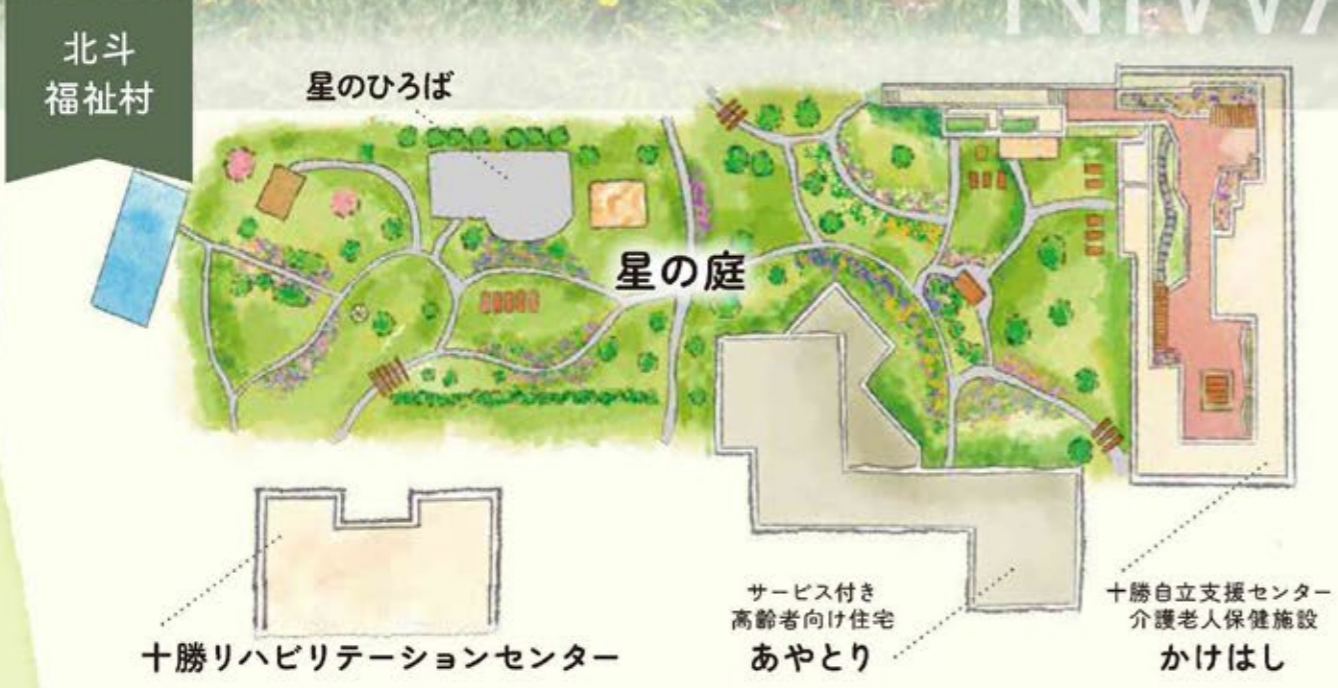 NIWA
北斗
福祉村
星のひろば
星の庭
十勝リハビリテーションセンター
サービス付き
高齢者向け住宅
あやとり
十勝自立支援センター
介護老人保健施設
かけはし